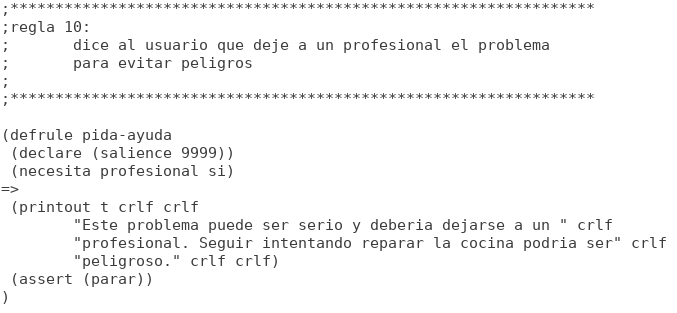 ;*****************************************************************
;regla 10:
;       dice al usuario que deje a un profesional el problema
;       para evitar peligros
;
;*****************************************************************

(defrule pida-ayuda
 (declare (salience 9999))
 (necesita profesional si)
=>
 (printout t crlf crlf
        "Este problema puede ser serio y deberia dejarse a un " crlf
        "profesional. Seguir intentando reparar la cocina podria ser" crlf
        "peligroso." crlf crlf)
 (assert (parar))
)